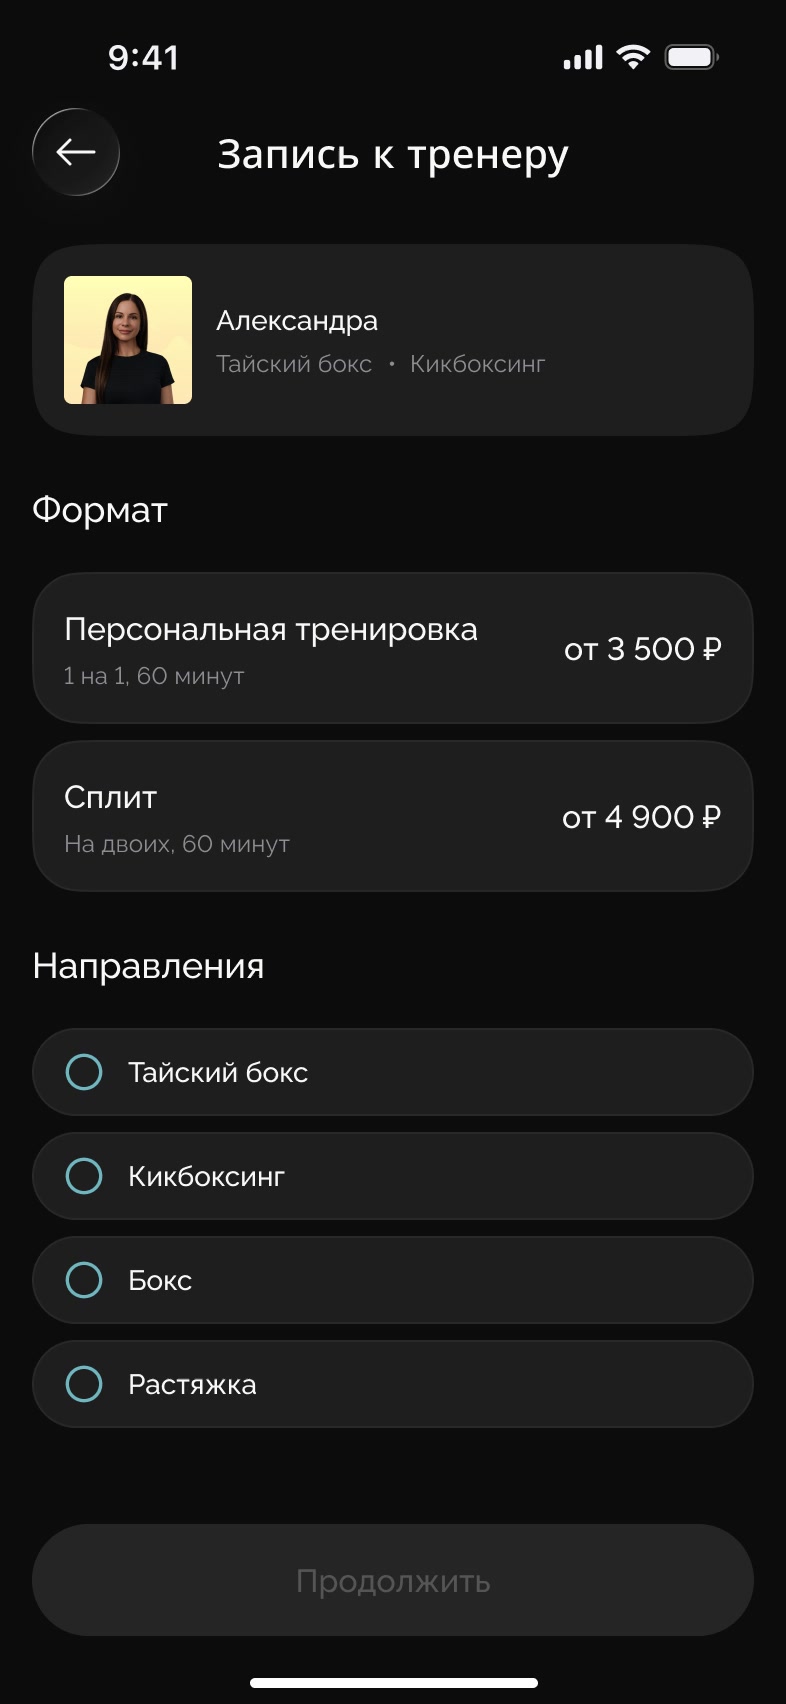 9:41
Запись к тренеру
Александра
Тайский бокс • Кикбоксинг
Формат
Персональная тренировка
1 на 1, 60 минут
от 3 500 ₽
Сплит
На двоих, 60 минут
от 4 900 ₽
Направления
Тайский бокс
Кикбоксинг
Бокс
Растяжка
Продолжить